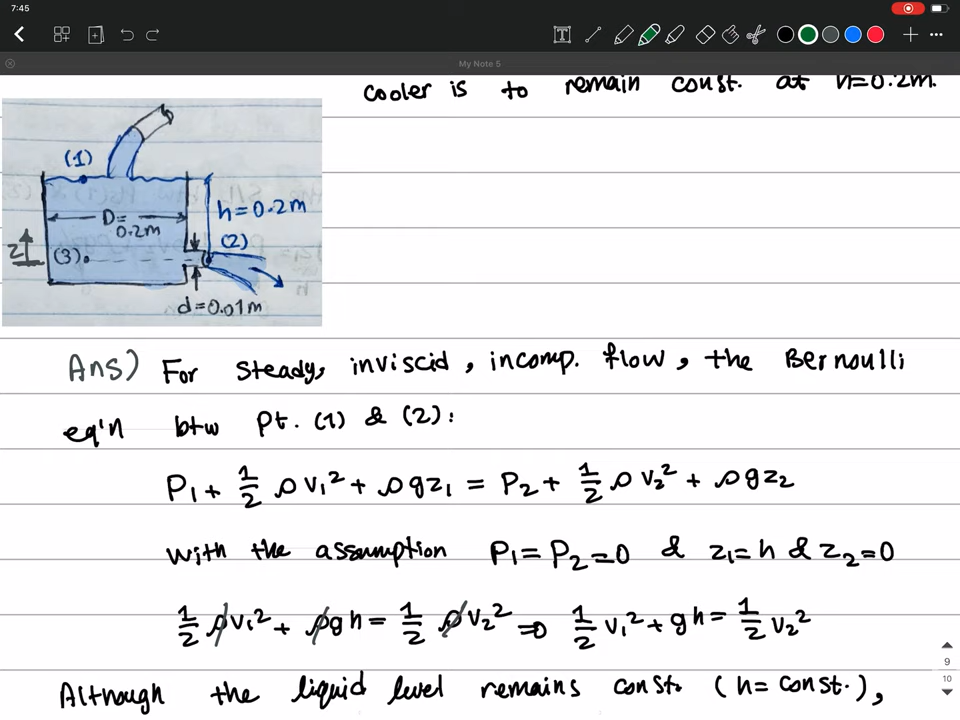 7:45
My Note 5
cooler is to remain const. at h=0.2m.
(1)
D=
0.2m
h=0.2m
(2)
z
(3)
d=0.01m
Ans) For steady, inviscid, incomp. flow, the Bernoulli
eq'n btw Pt. (1) & (2):
P₁ + 1/2 ρv₁² + ρgz₁ = P₂ + 1/2 ρv₂² + ρgz₂
with the assumption P₁ = P₂ = 0 & z₁ = h & z₂ = 0
1/2 ρv₁² + ρgh = 1/2 ρv₂² ⇒ 1/2 v₁² + gh = 1/2 v₂²
Although the liquid level remains const. (h = const.),
9
10